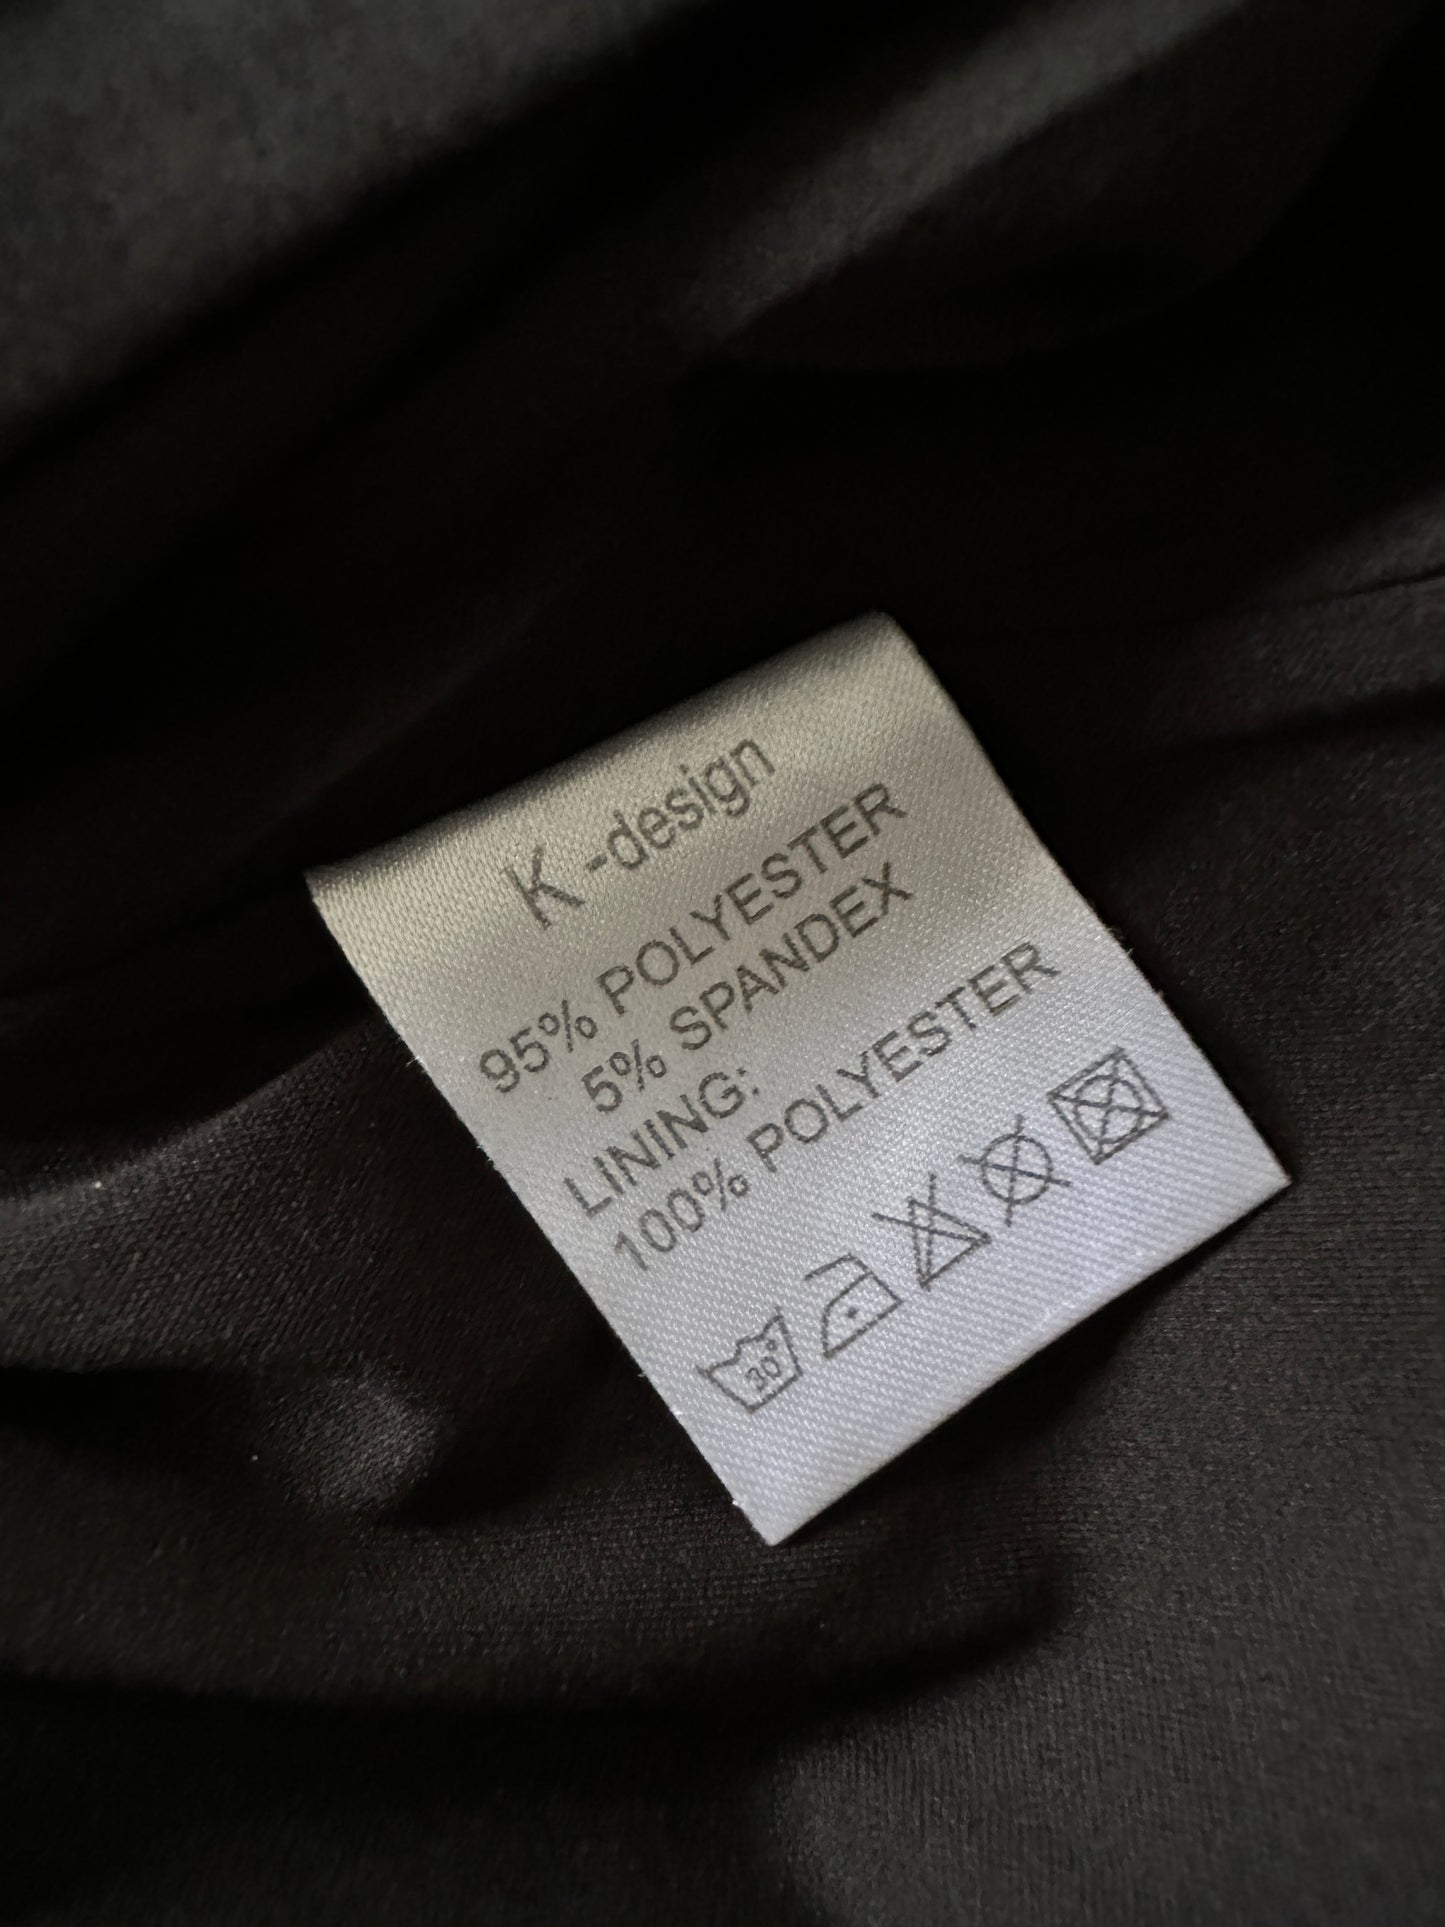 K -design
95% POLYESTER
5% SPANDEX
LINING:
100% POLYESTER
30°